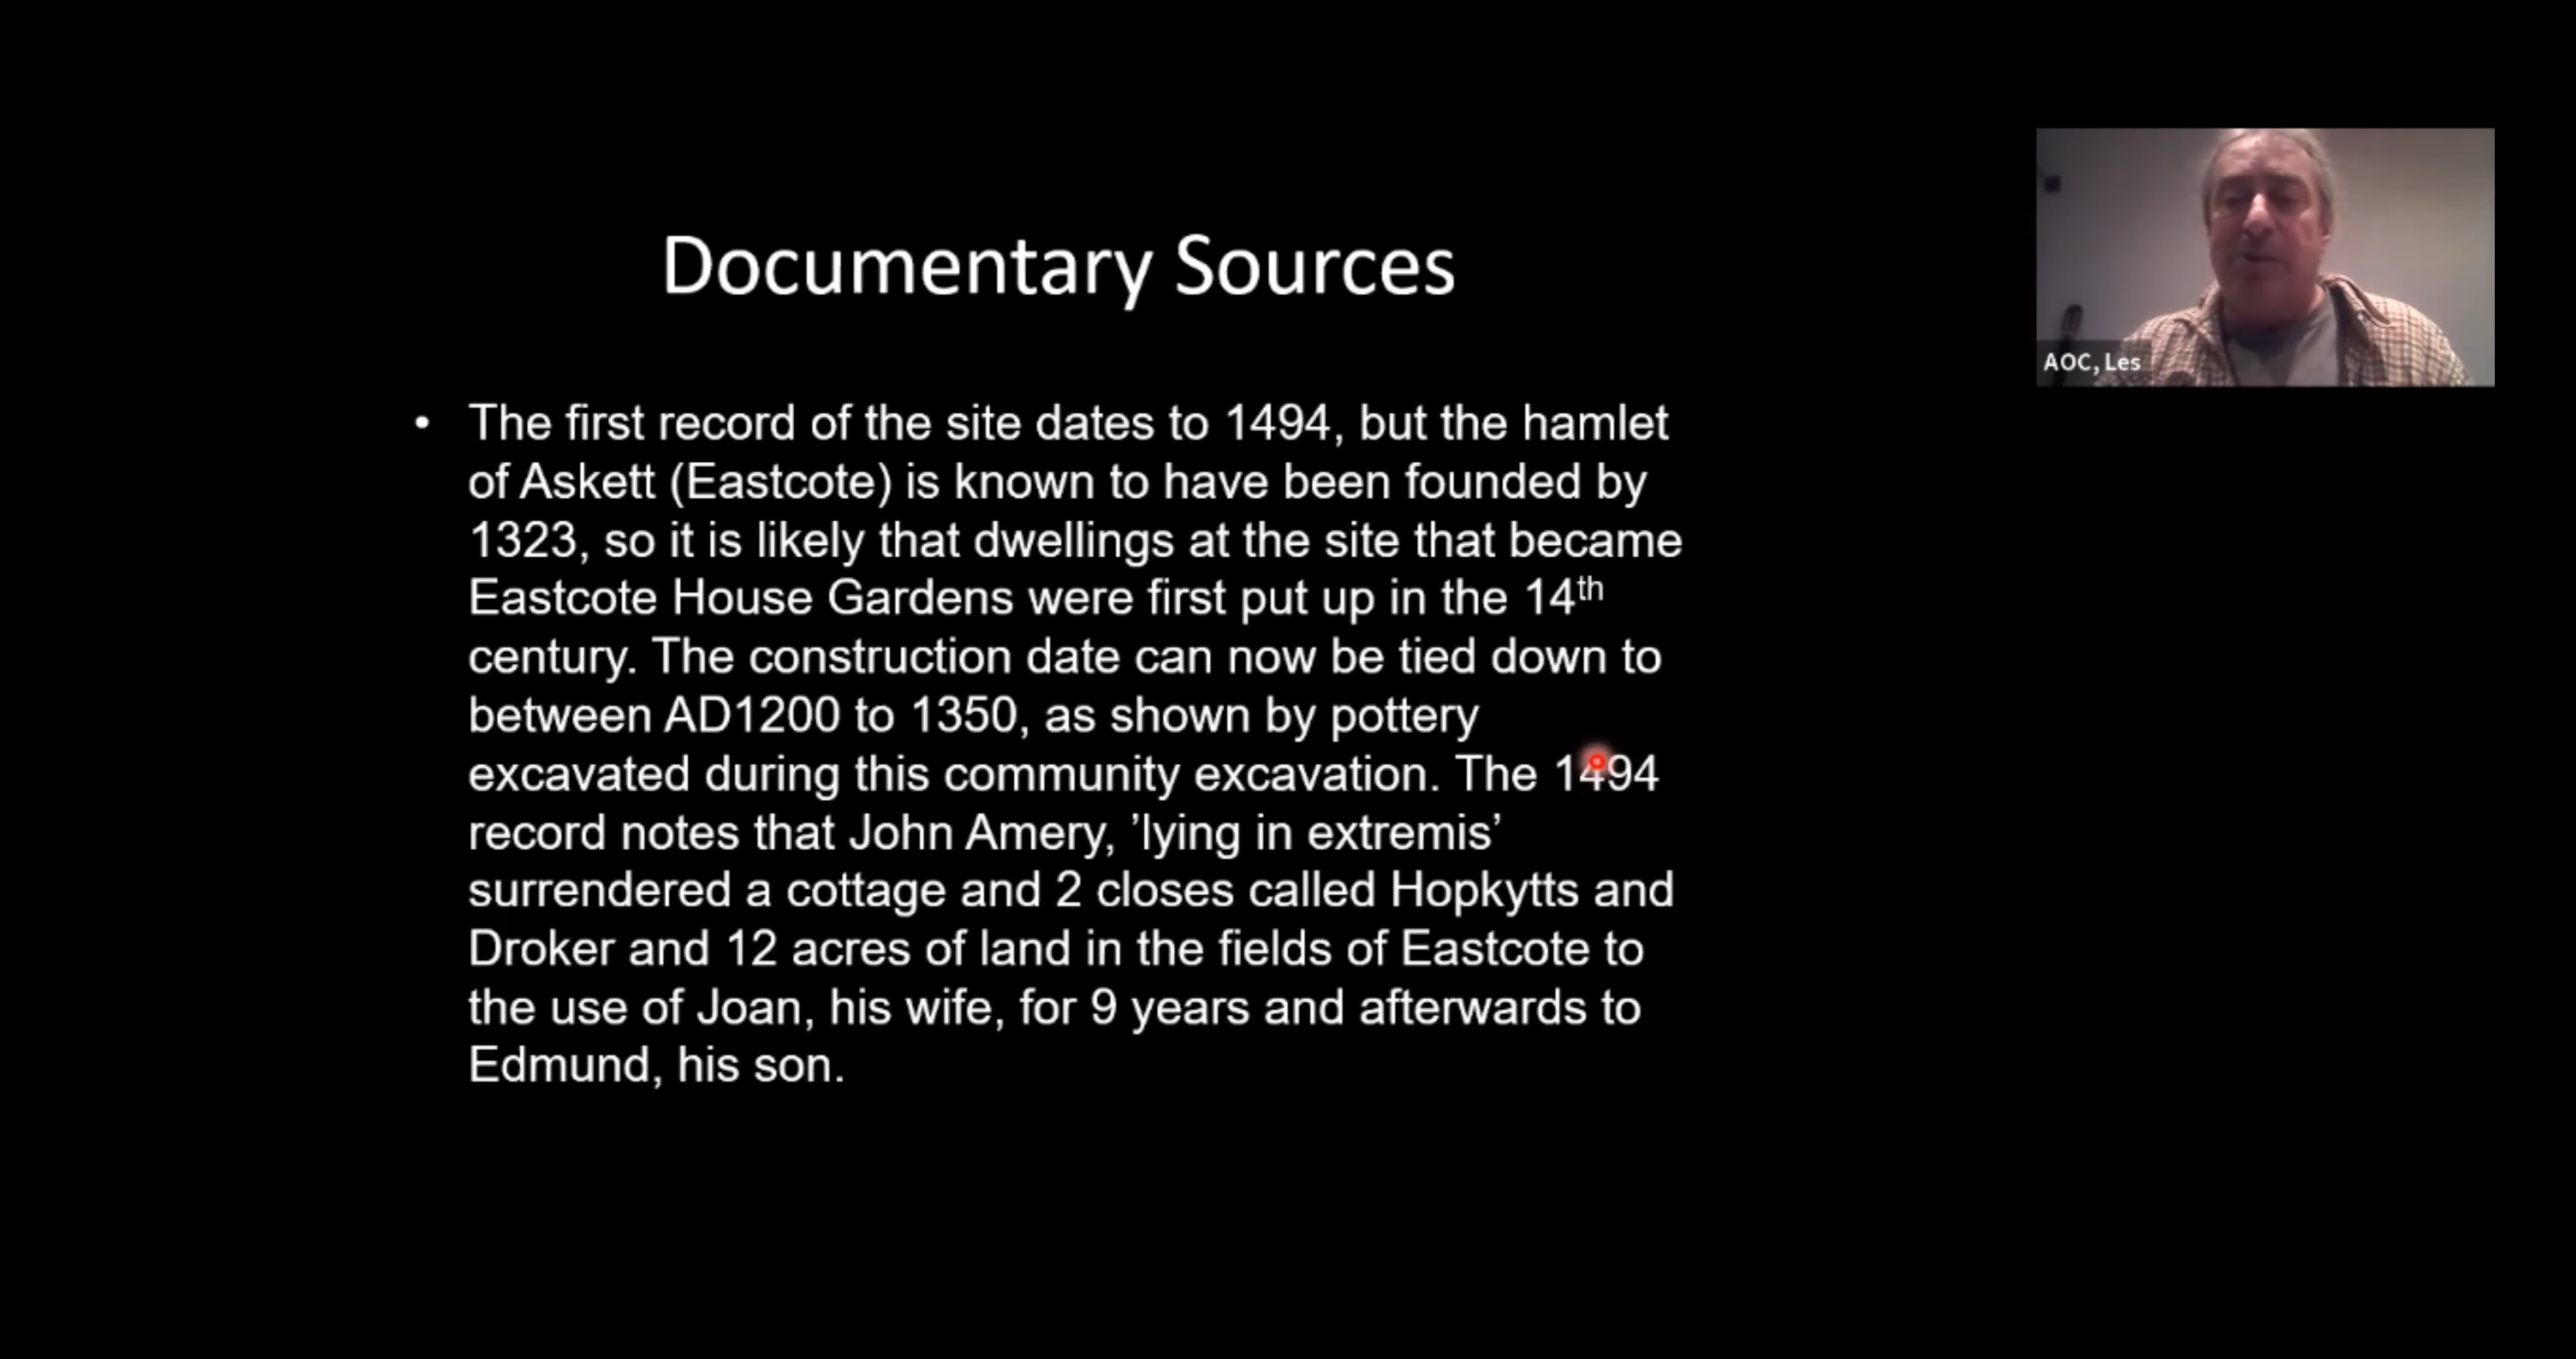 Documentary Sources
AOC, Les
• The first record of the site dates to 1494, but the hamlet
of Askett (Eastcote) is known to have been founded by
1323, so it is likely that dwellings at the site that became
Eastcote House Gardens were first put up in the 14th
century. The construction date can now be tied down to
between AD1200 to 1350, as shown by pottery
excavated during this community excavation. The 1494
record notes that John Amery, ’lying in extremis’
surrendered a cottage and 2 closes called Hopkytts and
Droker and 12 acres of land in the fields of Eastcote to
the use of Joan, his wife, for 9 years and afterwards to
Edmund, his son.